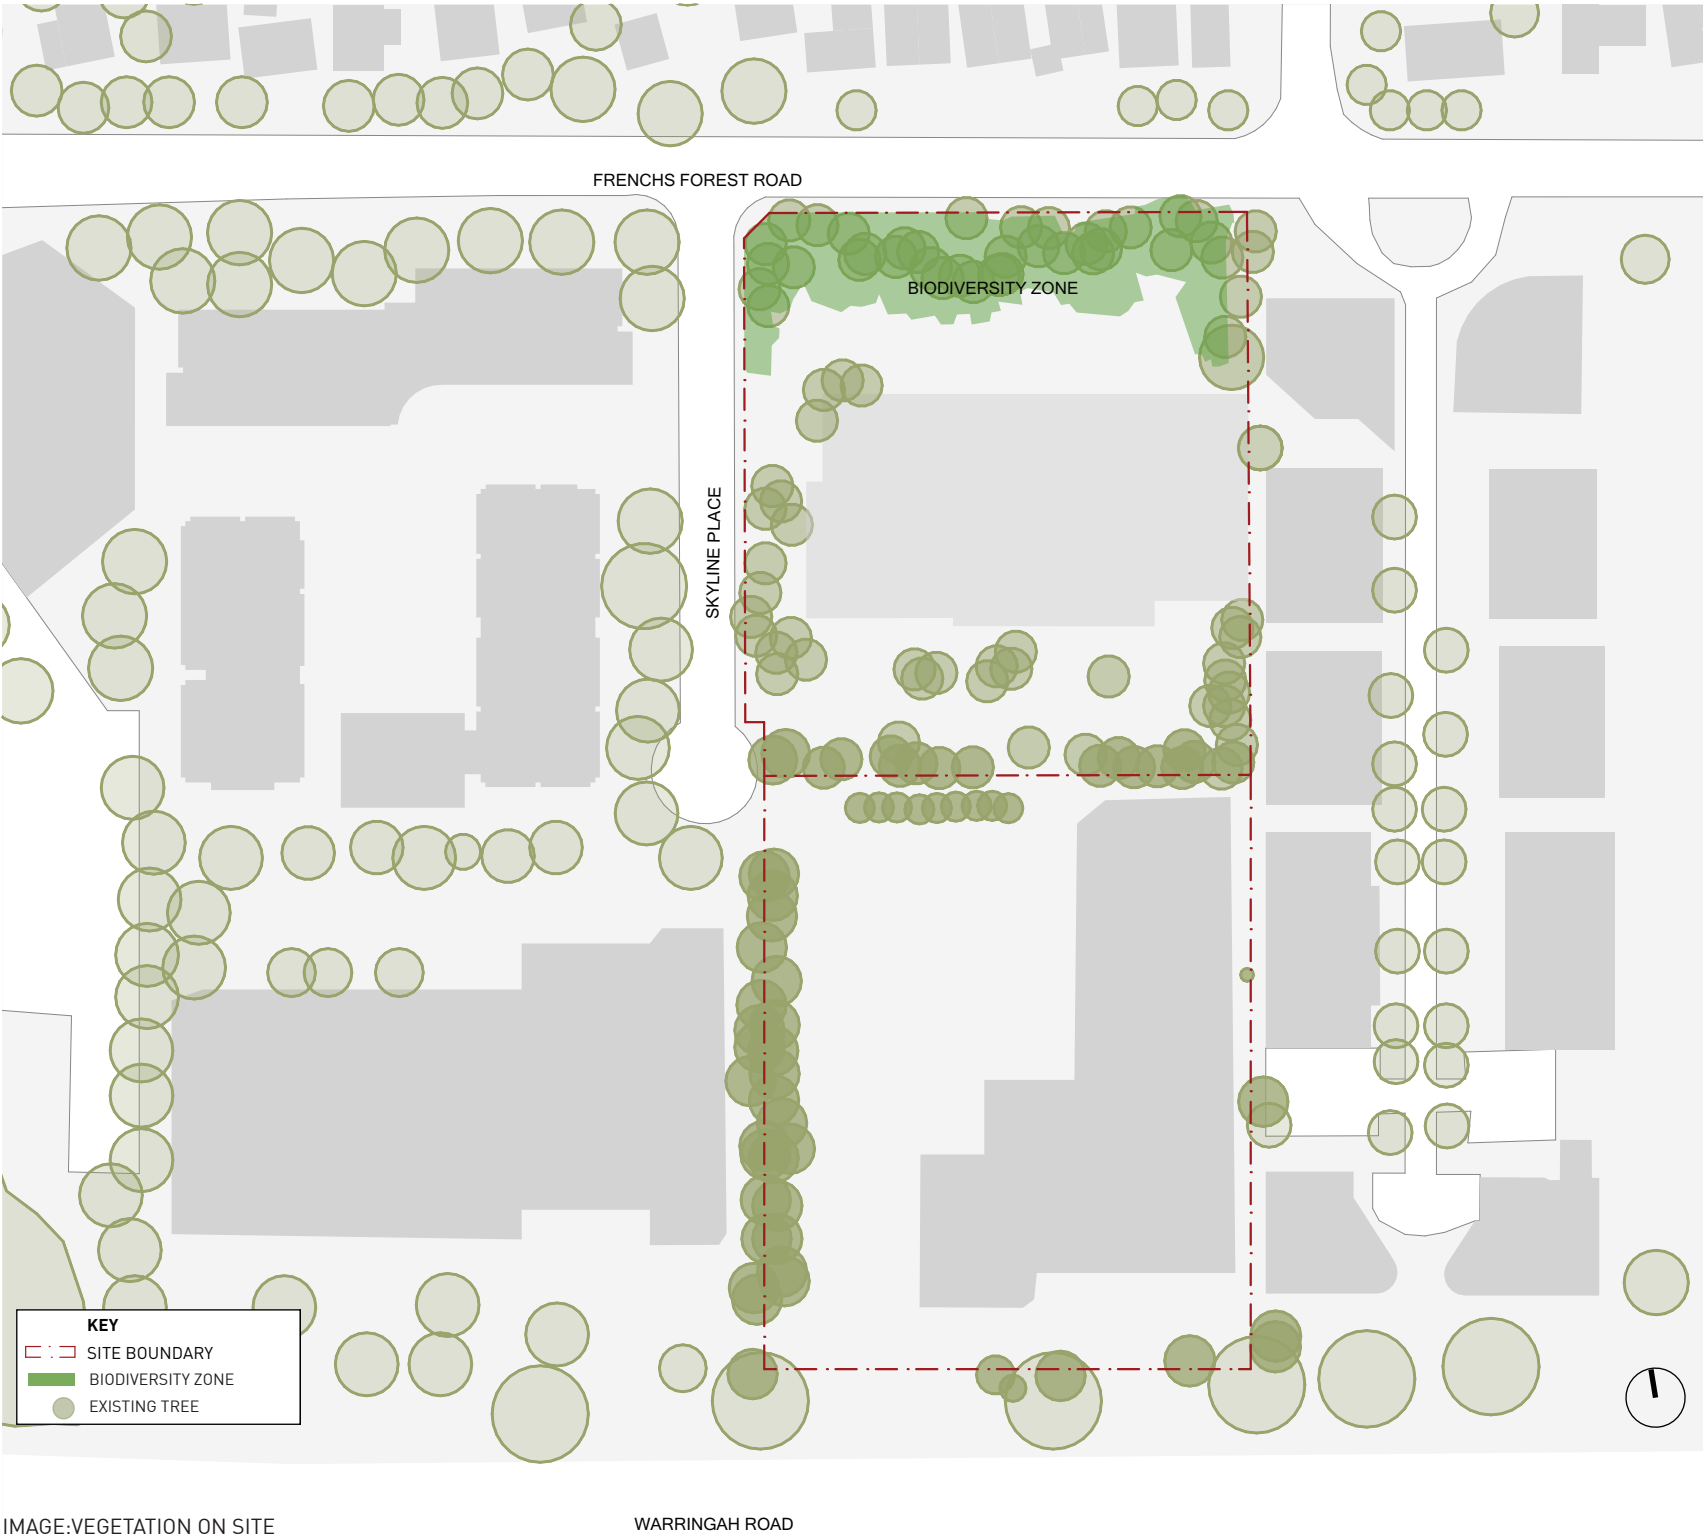 FRENCHS FOREST ROAD
BIODIVERSITY ZONE
SKYLINE PLACE
KEY
SITE BOUNDARY
BIODIVERSITY ZONE
EXISTING TREE
IMAGE:VEGETATION ON SITE
WARRINGAH ROAD